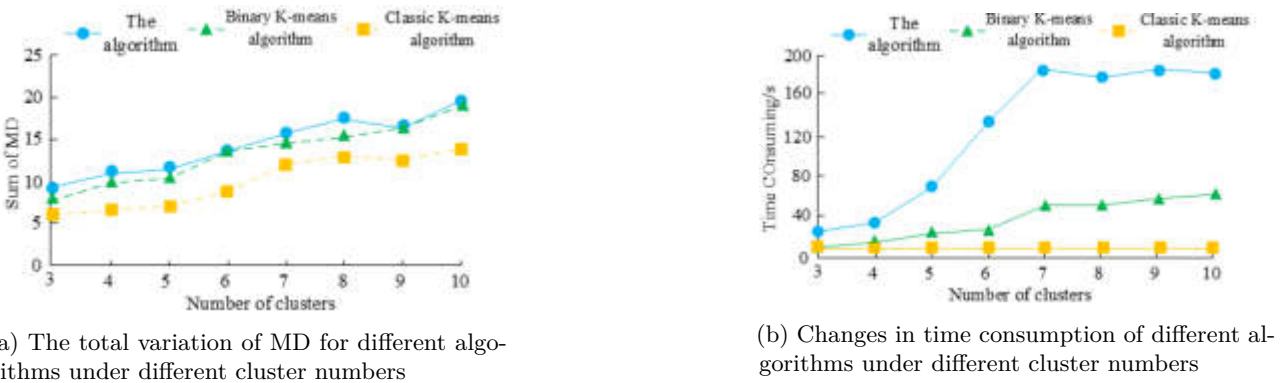 The algorithm
Binary K-means algorithm
Classic K-means algorithm
25
20
15
10
5
0
Sum of MD
3 4 5 6 7 8 9 10
Number of clusters
a) The total variation of MD for different algo-
ithms under different cluster numbers
The algorithm
Binary K-means algorithm
Classic K-means algorithm
200
160
120
80
40
0
Time COnsuming/s
3 4 5 6 7 8 9 10
Number of clusters
(b) Changes in time consumption of different al-
gorithms under different cluster numbers